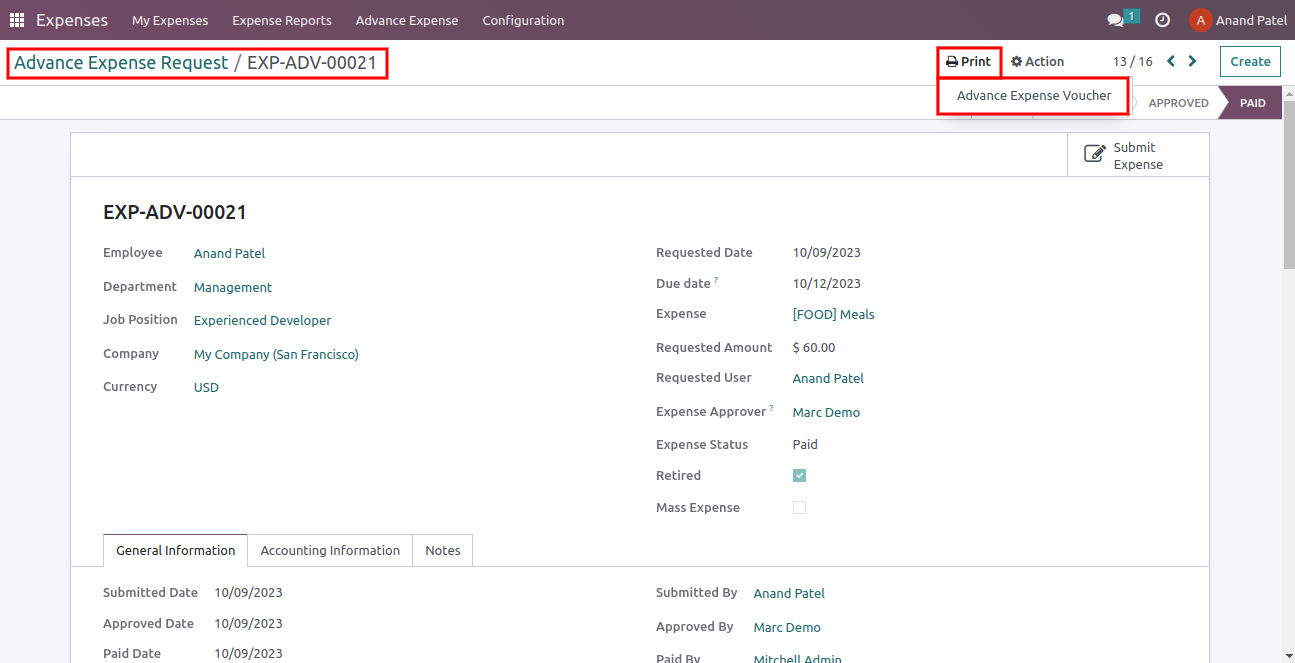 Expenses My Expenses Expense Reports Advance Expense Configuration 1 A Anand Patel
Advance Expense Request / EXP-ADV-00021 Print Action 13 / 16 Create
Advance Expense Voucher APPROVED PAID
Submit
Expense
EXP-ADV-00021
Employee Anand Patel
Department Management
Job Position Experienced Developer
Company My Company (San Francisco)
Currency USD
Requested Date 10/09/2023
Due date ? 10/12/2023
Expense [FOOD] Meals
Requested Amount $ 60.00
Requested User Anand Patel
Expense Approver ? Marc Demo
Expense Status Paid
Retired
Mass Expense
General Information Accounting Information Notes
Submitted Date 10/09/2023
Approved Date 10/09/2023
Paid Date 10/09/2023
Submitted By Anand Patel
Approved By Marc Demo
Paid By Mitchell Admin